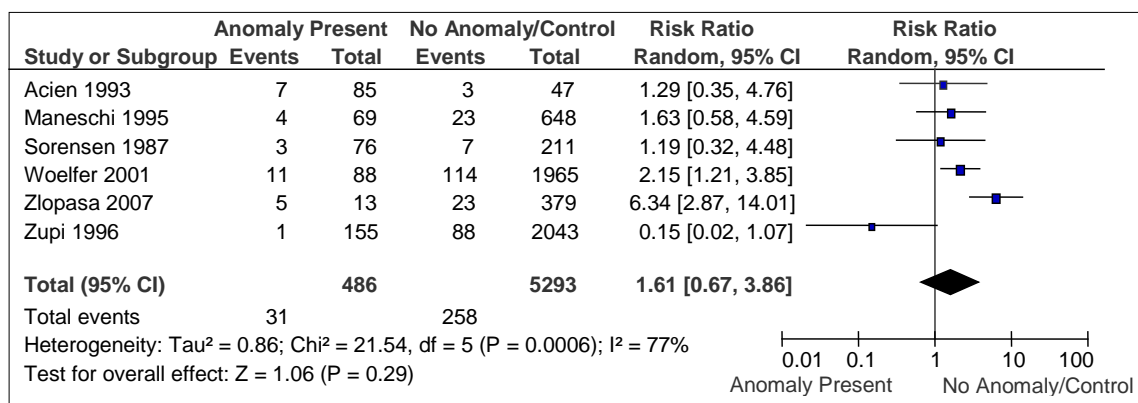 Anomaly Present No Anomaly/Control Risk Ratio Risk Ratio
Study or Subgroup Events Total Events Total Random, 95% CI Random, 95% CI
Acien 1993 7 85 3 47 1.29 [0.35, 4.76]
Maneschi 1995 4 69 23 648 1.63 [0.58, 4.59]
Sorensen 1987 3 76 7 211 1.19 [0.32, 4.48]
Woelfer 2001 11 88 114 1965 2.15 [1.21, 3.85]
Zlopasa 2007 5 13 23 379 6.34 [2.87, 14.01]
Zupi 1996 1 155 88 2043 0.15 [0.02, 1.07]
Total (95% CI) 486 5293 1.61 [0.67, 3.86]
Total events 31 258
Heterogeneity: Tau² = 0.86; Chi² = 21.54, df = 5 (P = 0.0006); I² = 77%
Test for overall effect: Z = 1.06 (P = 0.29)
0.01 0.1 1 10 100
Anomaly Present No Anomaly/Control